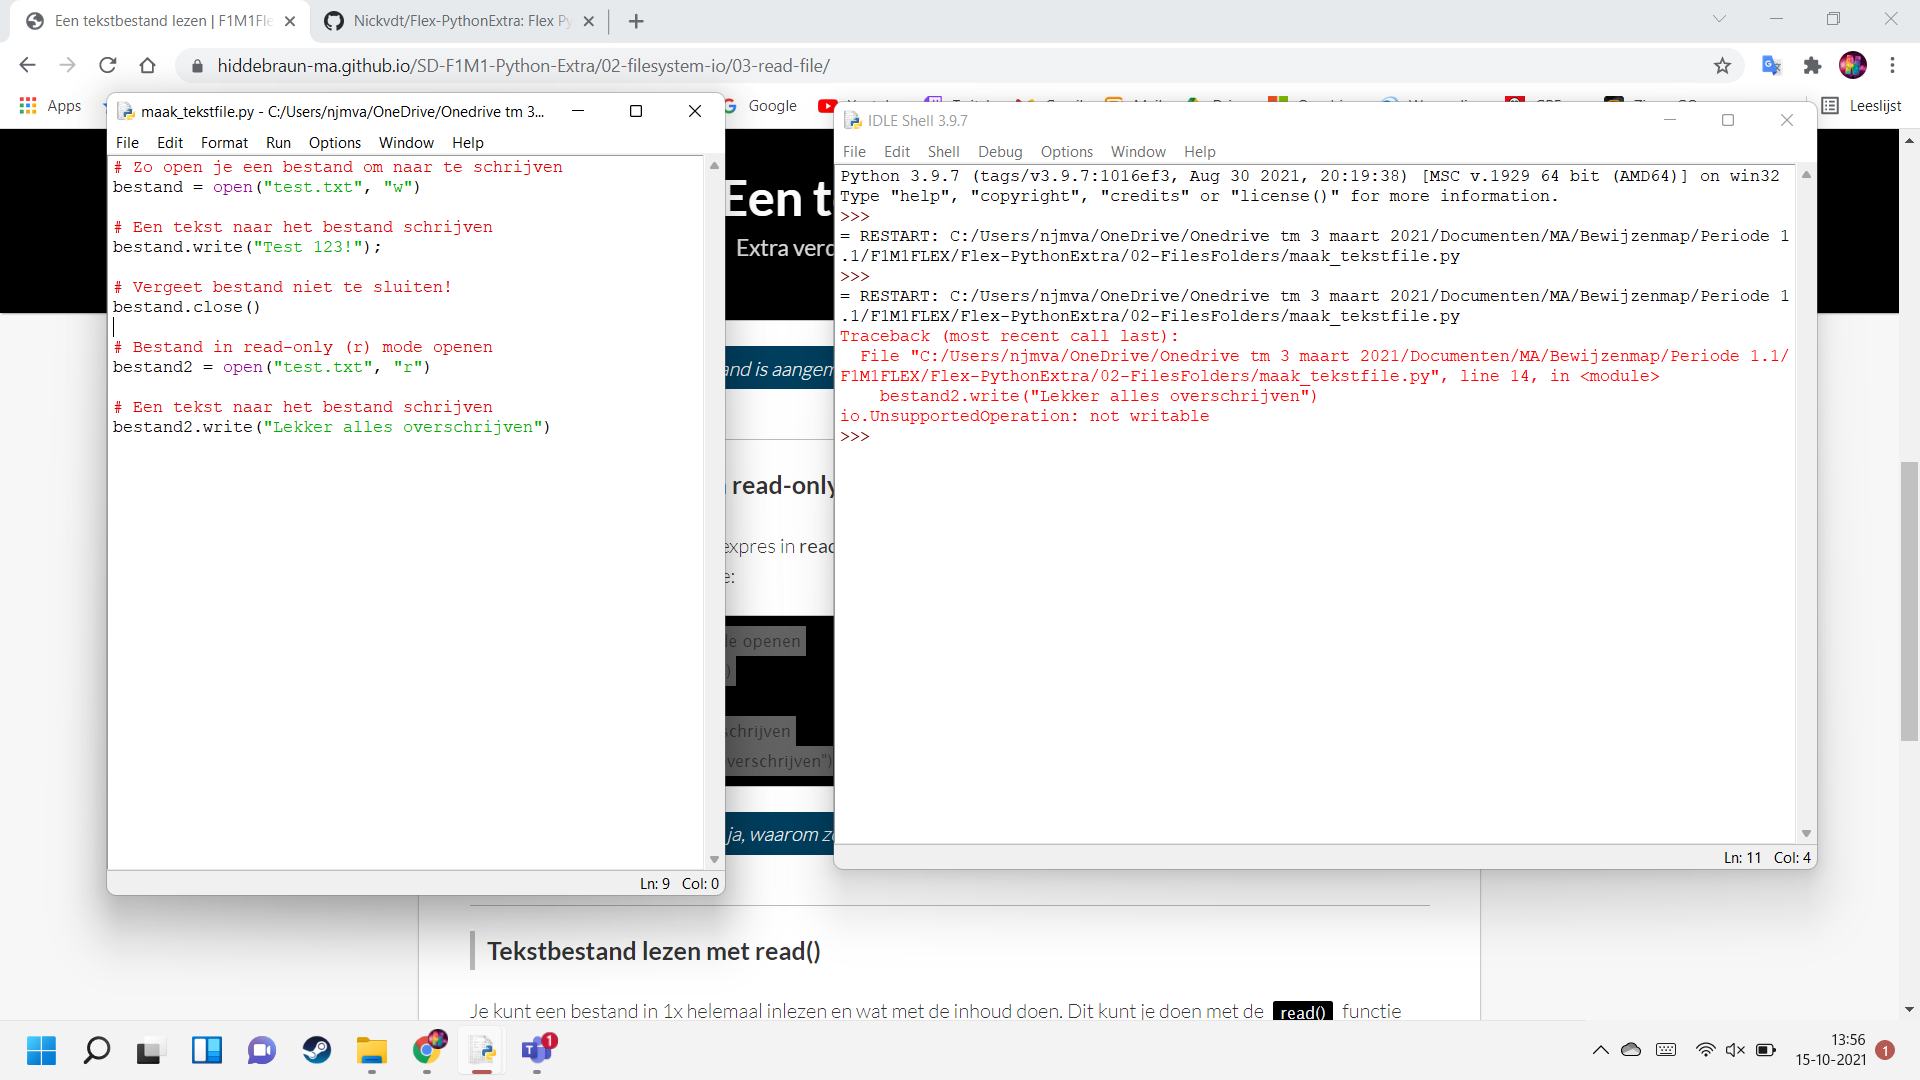 Een tekstbestand lezen | F1M1Fle
Nickvdt/Flex-PythonExtra: Flex Py
hiddebraun-ma.github.io/SD-F1M1-Python-Extra/02-filesystem-io/03-read-file/
Apps
Google
Leeslijst
maak_tekstfile.py - C:/Users/njmva/OneDrive/Onedrive tm 3...
File Edit Format Run Options Window Help
# Zo open je een bestand om naar te schrijven
bestand = open("test.txt", "w")
# Een tekst naar het bestand schrijven
bestand.write("Test 123!");
# Vergeet bestand niet te sluiten!
bestand.close()
# Bestand in read-only (r) mode openen
bestand2 = open("test.txt", "r")
# Een tekst naar het bestand schrijven
bestand2.write("Lekker alles overschrijven")
Ln: 9 Col: 0
Een t
Extra verd
and is aangem
read-only
expres in read
e:
de openen
)
schrijven
verschrijven")
ja, waarom zo
IDLE Shell 3.9.7
File Edit Shell Debug Options Window Help
Python 3.9.7 (tags/v3.9.7:1016ef3, Aug 30 2021, 20:19:38) [MSC v.1929 64 bit (AMD64)] on win32
Type "help", "copyright", "credits" or "license()" for more information.
>>>
= RESTART: C:/Users/njmva/OneDrive/Onedrive tm 3 maart 2021/Documenten/MA/Bewijzenmap/Periode 1
.1/F1M1FLEX/Flex-PythonExtra/02-FilesFolders/maak_tekstfile.py
>>>
= RESTART: C:/Users/njmva/OneDrive/Onedrive tm 3 maart 2021/Documenten/MA/Bewijzenmap/Periode 1
.1/F1M1FLEX/Flex-PythonExtra/02-FilesFolders/maak_tekstfile.py
Traceback (most recent call last):
File "C:/Users/njmva/OneDrive/Onedrive tm 3 maart 2021/Documenten/MA/Bewijzenmap/Periode 1.1/
F1M1FLEX/Flex-PythonExtra/02-FilesFolders/maak_tekstfile.py", line 14, in <module>
bestand2.write("Lekker alles overschrijven")
io.UnsupportedOperation: not writable
>>>
Ln: 11 Col: 4
Tekstbestand lezen met read()
Je kunt een bestand in 1x helemaal inlezen en wat met de inhoud doen. Dit kunt je doen met de read() functie
1
13:56
15-10-2021
1